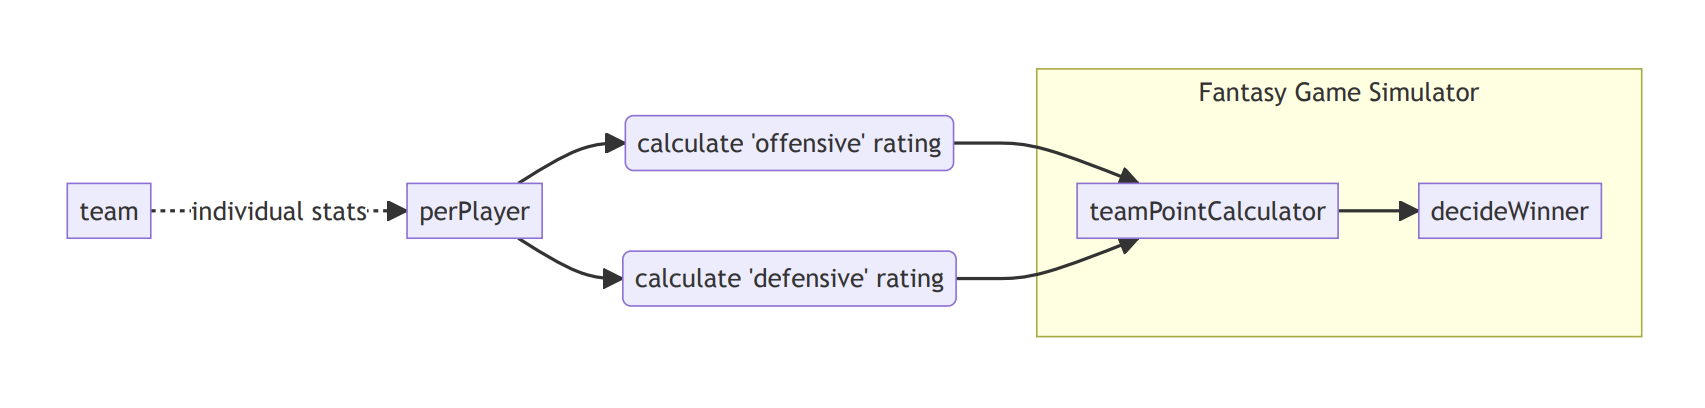 Fantasy Game Simulator
team
individual stats
perPlayer
calculate 'offensive' rating
calculate 'defensive' rating
teamPointCalculator
decideWinner